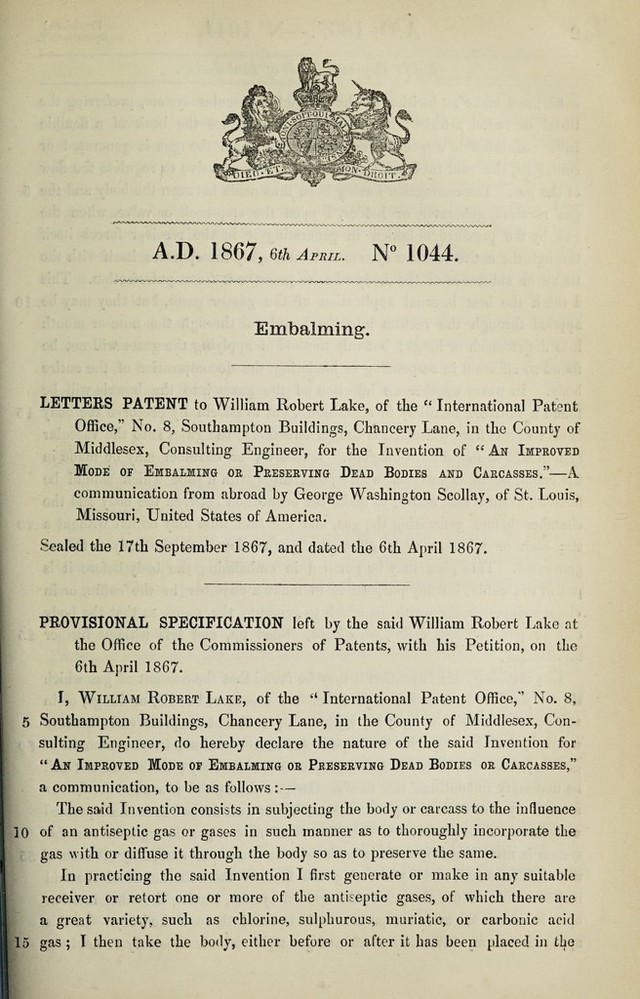 DIEU·ET· MON·DROIT·
A.D. 1867, 6th APRIL. No 1044.
Embalming.
LETTERS PATENT to William Robert Lake, of the “ International Patent
Office,” No. 8, Southampton Buildings, Chancery Lane, in the County of
Middlesex, Consulting Engineer, for the Invention of “ AN IMPROVED
MODE OF EMBALMING OR PRESERVING DEAD BODIES AND CARCASSES.”—A
communication from abroad by George Washington Scollay, of St. Louis,
Missouri, United States of America.
Sealed the 17th September 1867, and dated the 6th April 1867.
PROVISIONAL SPECIFICATION left by the said William Robert Lake at
the Office of the Commissioners of Patents, with his Petition, on the
6th April 1867.
I, WILLIAM ROBERT LAKE, of the “ International Patent Office,” No. 8,
5 Southampton Buildings, Chancery Lane, in the County of Middlesex, Con-
sulting Engineer, do hereby declare the nature of the said Invention for
“ AN IMPROVED MODE OF EMBALMING OR PRESERVING DEAD BODIES OR CARCASSES,”
a communication, to be as follows :—
The said Invention consists in subjecting the body or carcass to the influence
10 of an antiseptic gas or gases in such manner as to thoroughly incorporate the
gas with or diffuse it through the body so as to preserve the same.
In practicing the said Invention I first generate or make in any suitable
receiver or retort one or more of the antiseptic gases, of which there are
a great variety, such as chlorine, sulphurous, muriatic, or carbonic acid
15 gas ; I then take the body, either before or after it has been placed in the